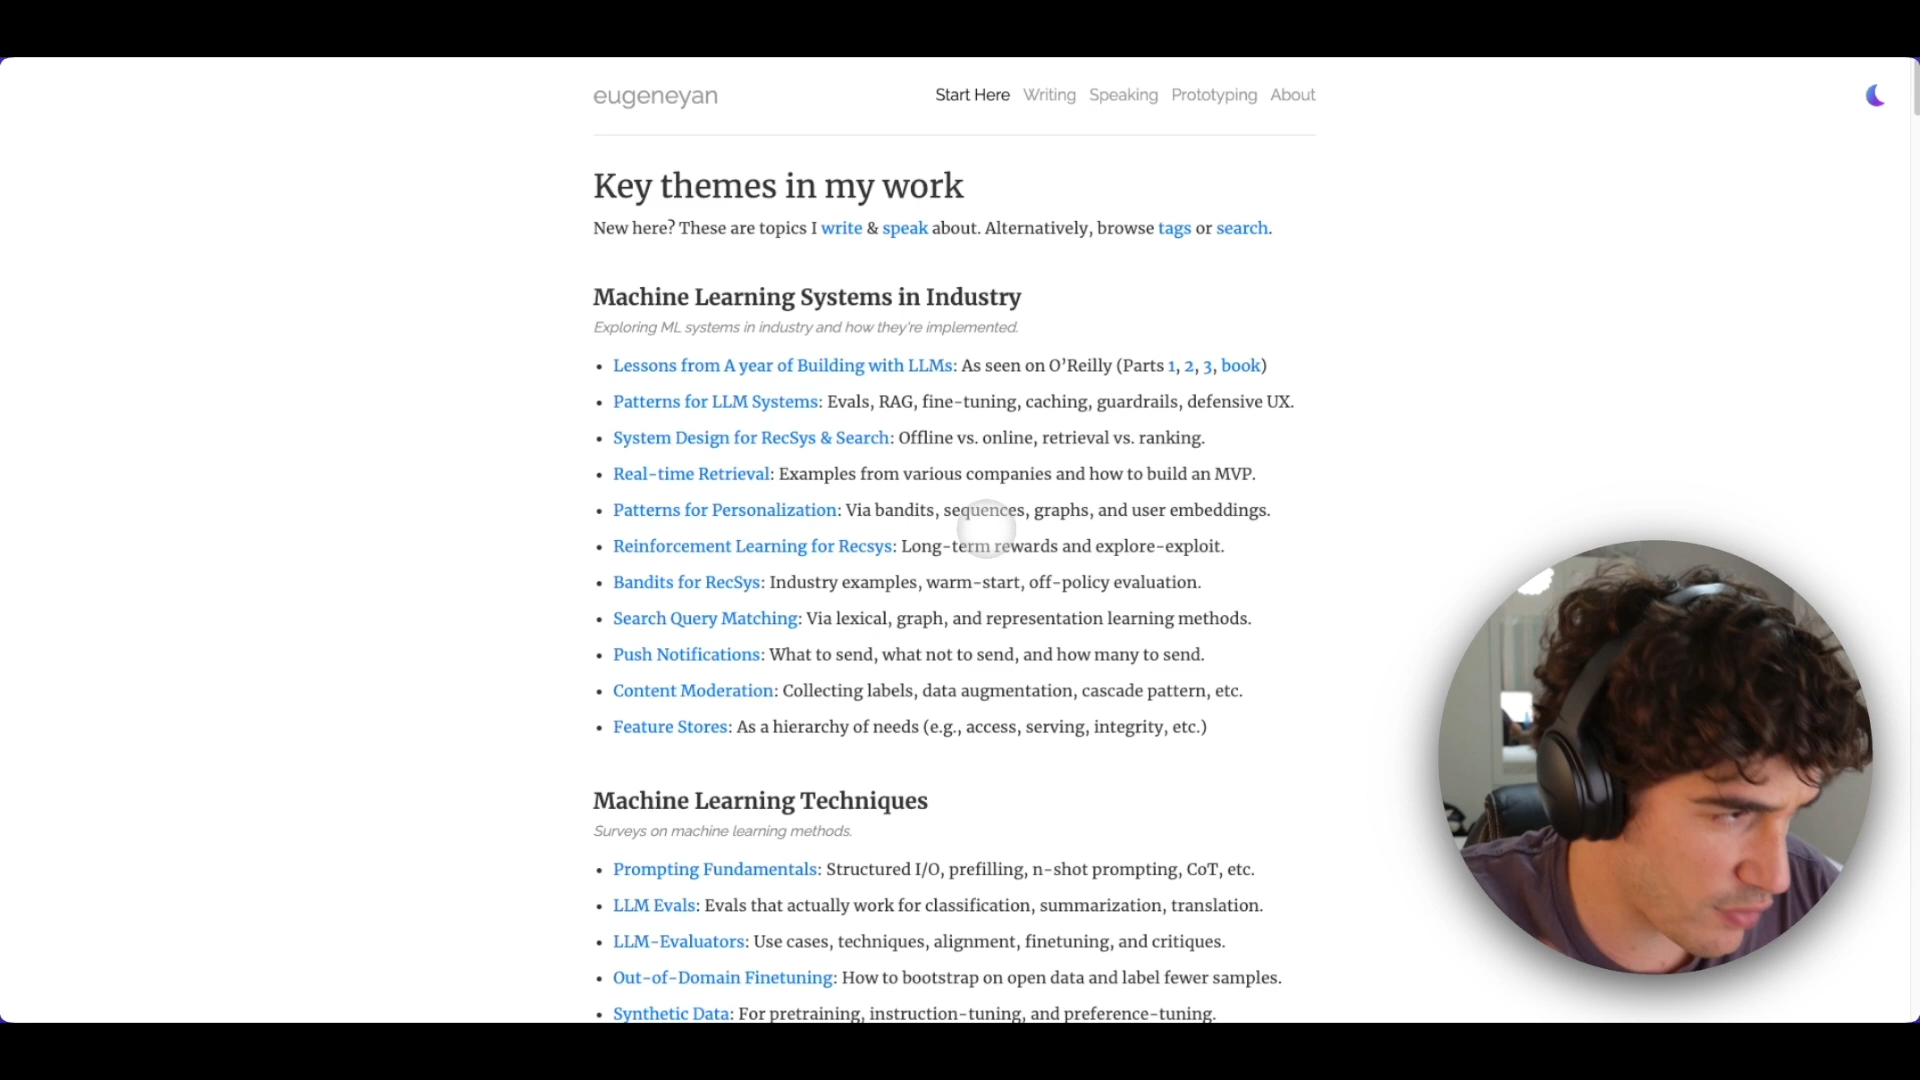 eugeneyan
Start Here Writing Speaking Prototyping About
Key themes in my work
New here? These are topics I write & speak about. Alternatively, browse tags or search.
Machine Learning Systems in Industry
Exploring ML systems in industry and how they're implemented.
• Lessons from A year of Building with LLMs: As seen on O’Reilly (Parts 1, 2, 3, book)
• Patterns for LLM Systems: Evals, RAG, fine-tuning, caching, guardrails, defensive UX.
• System Design for RecSys & Search: Offline vs. online, retrieval vs. ranking.
• Real-time Retrieval: Examples from various companies and how to build an MVP.
• Patterns for Personalization: Via bandits, sequences, graphs, and user embeddings.
• Reinforcement Learning for Recsys: Long-term rewards and explore-exploit.
• Bandits for RecSys: Industry examples, warm-start, off-policy evaluation.
• Search Query Matching: Via lexical, graph, and representation learning methods.
• Push Notifications: What to send, what not to send, and how many to send.
• Content Moderation: Collecting labels, data augmentation, cascade pattern, etc.
• Feature Stores: As a hierarchy of needs (e.g., access, serving, integrity, etc.)
Machine Learning Techniques
Surveys on machine learning methods.
• Prompting Fundamentals: Structured I/O, prefilling, n-shot prompting, CoT, etc.
• LLM Evals: Evals that actually work for classification, summarization, translation.
• LLM-Evaluators: Use cases, techniques, alignment, finetuning, and critiques.
• Out-of-Domain Finetuning: How to bootstrap on open data and label fewer samples.
• Synthetic Data: For pretraining, instruction-tuning, and preference-tuning.